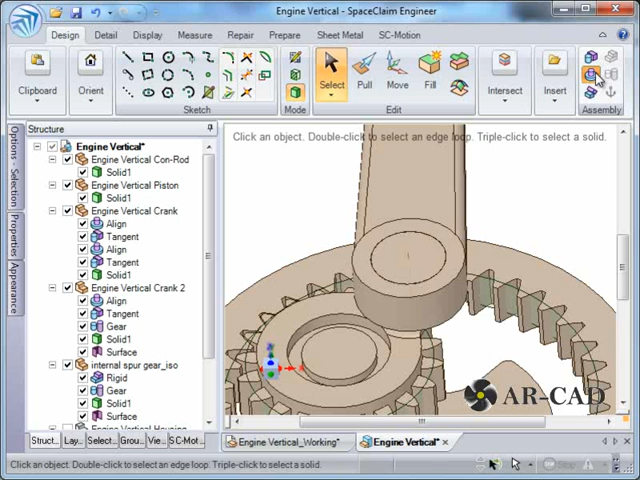 Engine Vertical - SpaceClaim Engineer
Design Detail Display Measure Repair Prepare Sheet Metal SC-Motion
Clipboard Orient Sketch Mode Select Pull Move Fill Edit Intersect Insert Assembly
Structure
Click an object. Double-click to select an edge loop. Triple-click to select a solid.
Options - Selection
Properties
Appearance
Engine Vertical*
Engine Vertical Con-Rod
Solid1
Engine Vertical Piston
Solid1
Engine Vertical Crank
Align
Tangent
Align
Tangent
Solid1
Engine Vertical Crank 2
Align
Tangent
Gear
Solid1
Surface
internal spur gear_iso
Rigid
Gear
Solid1
Surface
Engine Vertical Housing
AR-CAD
Struct... Lay... Select... Grou... Vie... SC-Mot...
Engine Vertical_Working* Engine Vertical*
Click an object. Double-click to select an edge loop. Triple-click to select a solid.
Stop